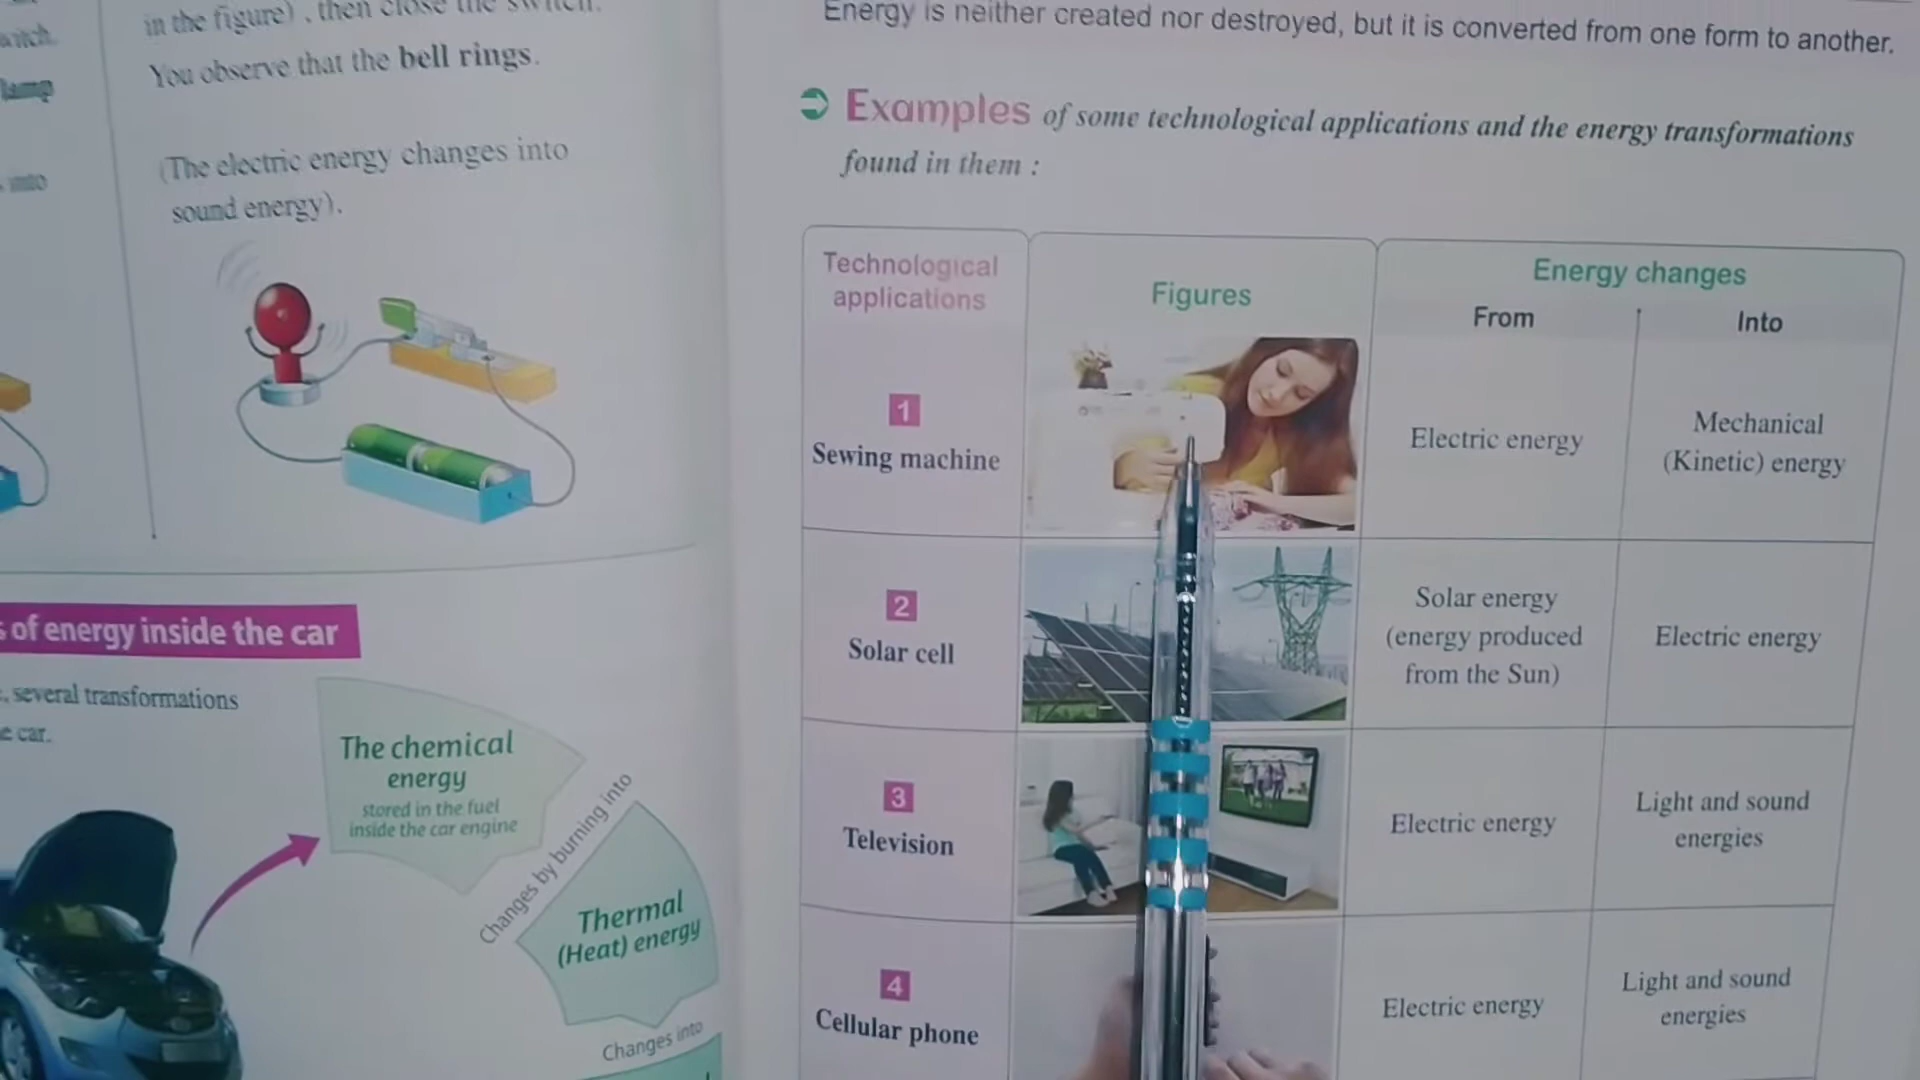 witch.
lamp
into
in the figure), then close the switch.
You observe that the bell rings.
(The electric energy changes into
sound energy).
s of energy inside the car
, several transformations
e car.
The chemical
energy
stored in the fuel
inside the car engine
Changes by burning into
Thermal
(Heat) energy
Changes into
Energy is neither created nor destroyed, but it is converted from one form to another.
Examples of some technological applications and the energy transformations
found in them :
Technological
applications
Figures
Energy changes
From
Into
1
Sewing machine
Electric energy
Mechanical
(Kinetic) energy
2
Solar cell
Solar energy
(energy produced
from the Sun)
Electric energy
3
Television
Electric energy
Light and sound
energies
4
Cellular phone
Electric energy
Light and sound
energies